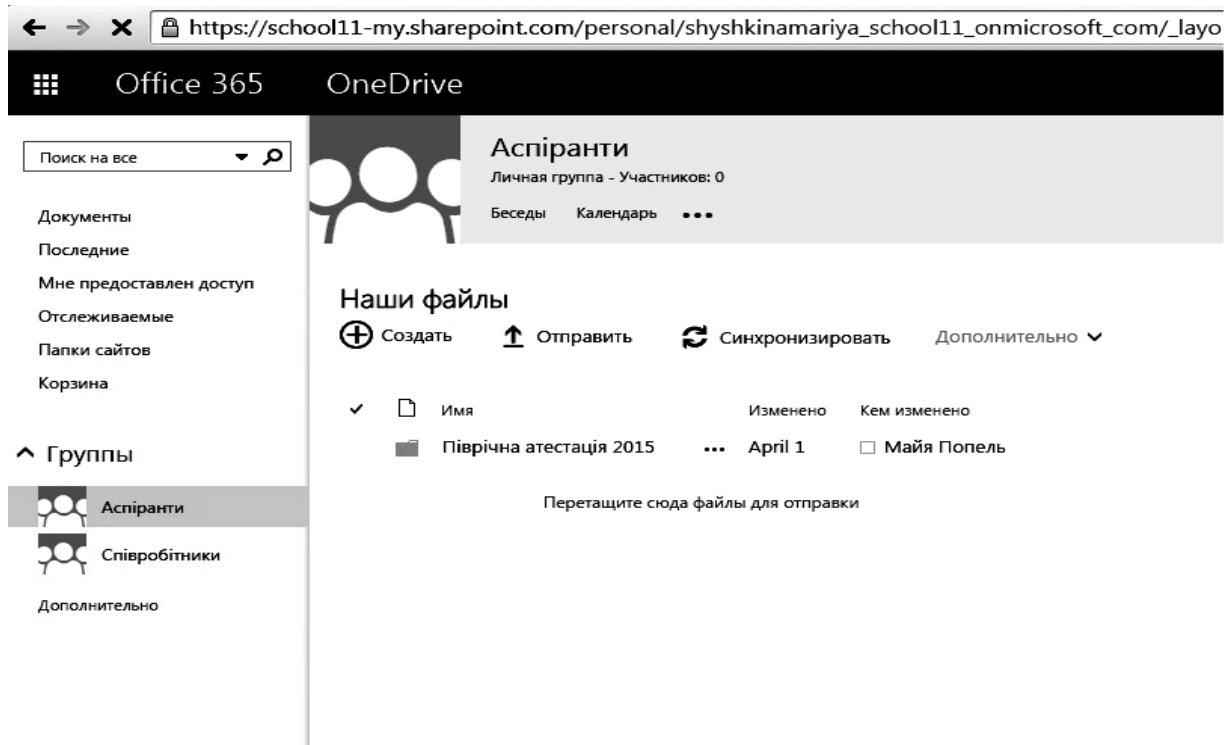 https://school11-my.sharepoint.com/personal/shyshkinamariya_school11_onmicrosoft_com/_layo
Office 365 OneDrive
Поиск на все
Документы
Последние
Мне предоставлен доступ
Отслеживаемые
Папки сайтов
Корзина
Группы
Аспіранти
Співробітники
Дополнительно
Аспіранти
Личная группа - Участников: 0
Беседы Календарь •••
Наши файлы
Создать Отправить Синхронизировать Дополнительно
Имя Изменено Кем изменено
Піврічна атестація 2015 ••• April 1 Майя Попель
Перетащите сюда файлы для отправки